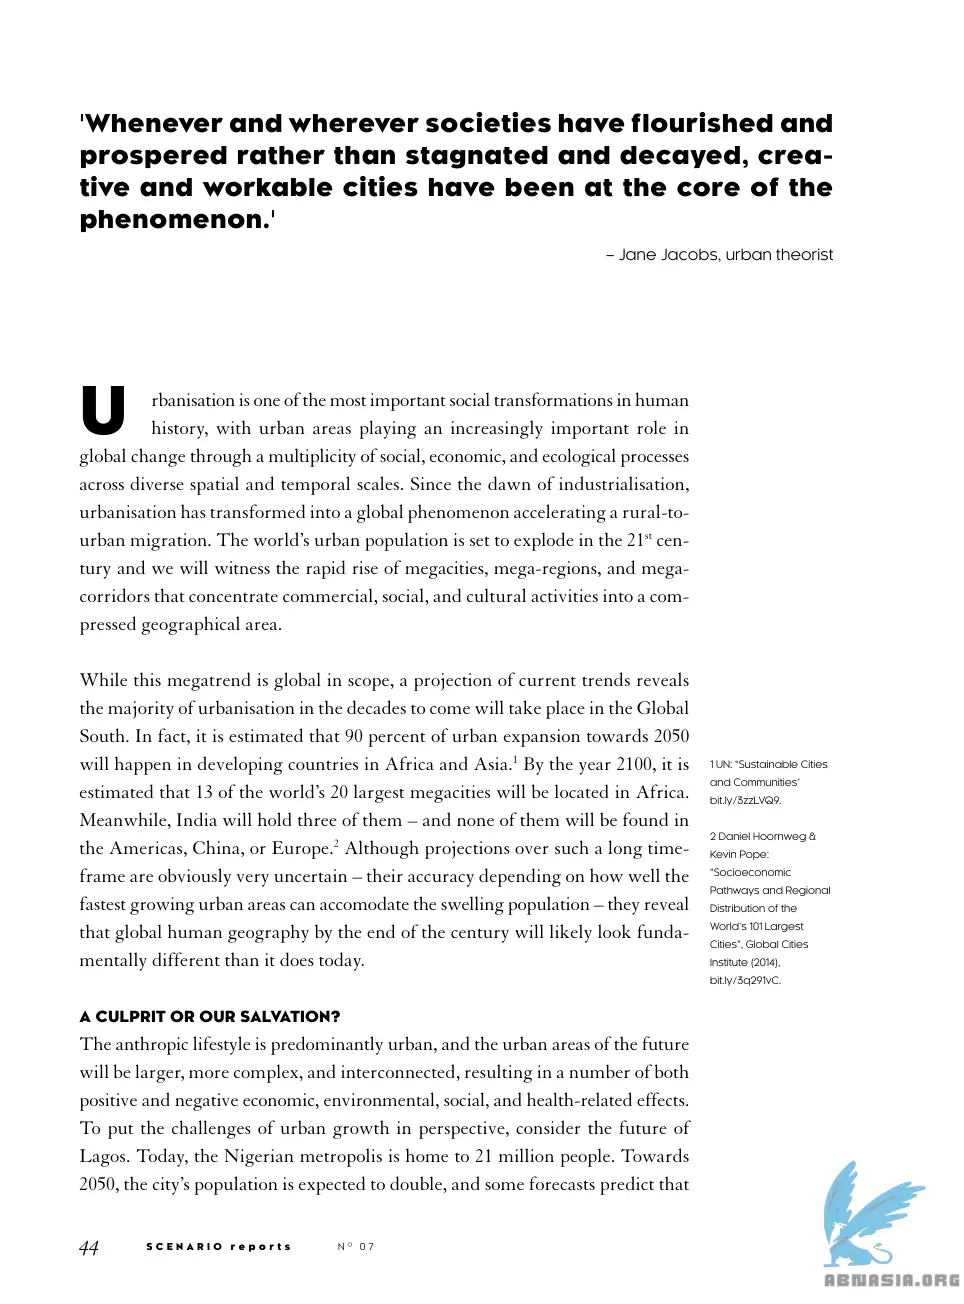 'Whenever and wherever societies have flourished and
prospered rather than stagnated and decayed, crea-
tive and workable cities have been at the core of the
phenomenon.'
– Jane Jacobs, urban theorist
Urbanisation is one of the most important social transformations in human
history, with urban areas playing an increasingly important role in
global change through a multiplicity of social, economic, and ecological processes
across diverse spatial and temporal scales. Since the dawn of industrialisation,
urbanisation has transformed into a global phenomenon accelerating a rural-to-
urban migration. The world’s urban population is set to explode in the 21st cen-
tury and we will witness the rapid rise of megacities, mega-regions, and mega-
corridors that concentrate commercial, social, and cultural activities into a com-
pressed geographical area.
While this megatrend is global in scope, a projection of current trends reveals
the majority of urbanisation in the decades to come will take place in the Global
South. In fact, it is estimated that 90 percent of urban expansion towards 2050
will happen in developing countries in Africa and Asia.1 By the year 2100, it is
estimated that 13 of the world’s 20 largest megacities will be located in Africa.
Meanwhile, India will hold three of them – and none of them will be found in
the Americas, China, or Europe.2 Although projections over such a long time-
frame are obviously very uncertain – their accuracy depending on how well the
fastest growing urban areas can accomodate the swelling population – they reveal
that global human geography by the end of the century will likely look funda-
mentally different than it does today.
1 UN: "Sustainable Cities
and Communities'
bit.ly/3zzLVQ9.
2 Daniel Hoornweg &
Kevin Pope:
"Socioeconomic
Pathways and Regional
Distribution of the
World's 101 Largest
Cities", Global Cities
Institute (2014),
bit.ly/3q291vC.
A CULPRIT OR OUR SALVATION?
The anthropic lifestyle is predominantly urban, and the urban areas of the future
will be larger, more complex, and interconnected, resulting in a number of both
positive and negative economic, environmental, social, and health-related effects.
To put the challenges of urban growth in perspective, consider the future of
Lagos. Today, the Nigerian metropolis is home to 21 million people. Towards
2050, the city’s population is expected to double, and some forecasts predict that
44 SCENARIO reports Nº 07
ABNASIA.ORG